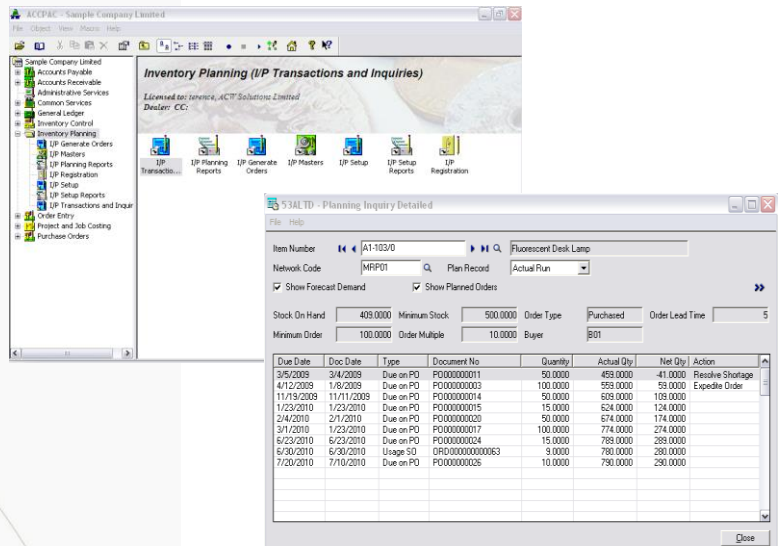 ACCPAC - Sample Company Limited
File Object View Macro Help
Sample Company Limited
Accounts Payable
Accounts Receivable
Administrative Services
Common Services
General Ledger
Inventory Control
Inventory Planning
I/P Generate Orders
I/P Masters
I/P Planning Reports
I/P Registration
I/P Setup
I/P Setup Reports
I/P Transactions and Inquir
Order Entry
Project and Job Costing
Purchase Orders
Inventory Planning (I/P Transactions and Inquiries)
Licensed to: terence, ACW Solutions Limited
Dealer: CC:
I/P Transactio...
I/P Planning Reports
I/P Generate Orders
I/P Masters
I/P Setup
I/P Setup Reports
I/P Registration
53ALTD - Planning Inquiry Detailed
File Help
Item Number A1-103/0 Fluorescent Desk Lamp
Network Code MRP01 Plan Record Actual Run
Show Forecast Demand Show Planned Orders
Stock On Hand 409.0000 Minimum Stock 500.0000 Order Type Purchased Order Lead Time 5
Minimum Order 100.0000 Order Multiple 10.0000 Buyer B01
Due Date Doc Date Type Document No Quantity Actual Qty Net Qty Action
3/5/2009 3/4/2009 Due on PO PO000000011 50.0000 459.0000 -41.0000 Resolve Shortage
4/12/2009 1/8/2009 Due on PO PO000000003 100.0000 559.0000 59.0000 Expedite Order
11/19/2009 11/11/2009 Due on PO PO000000014 50.0000 609.0000 109.0000
1/23/2010 1/23/2010 Due on PO PO000000015 15.0000 624.0000 124.0000
2/4/2010 2/1/2010 Due on PO PO000000020 50.0000 674.0000 174.0000
3/1/2010 1/23/2010 Due on PO PO000000017 100.0000 774.0000 274.0000
6/23/2010 6/23/2010 Due on PO PO000000024 15.0000 789.0000 289.0000
6/30/2010 6/30/2010 Usage SO ORD000000000063 9.0000 780.0000 280.0000
7/20/2010 7/10/2010 Due on PO PO000000026 10.0000 790.0000 290.0000
Close